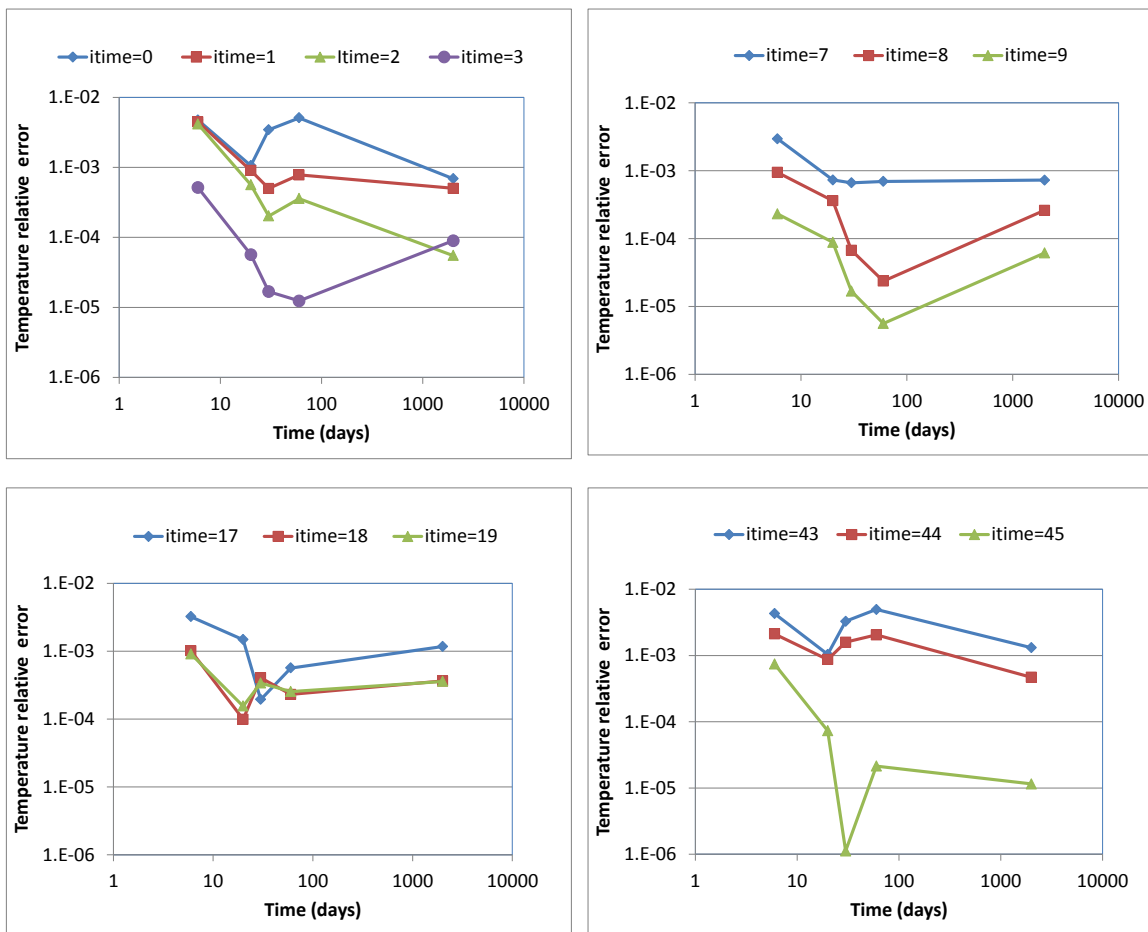 itime=0 itime=1 Itime=2 itime=3
1.E-02
1.E-03
1.E-04
1.E-05
1.E-06
Temperature relative error
1 10 100 1000 10000
Time (days)
itime=7 itime=8 itime=9
1.E-02
1.E-03
1.E-04
1.E-05
1.E-06
Temperature relative error
1 10 100 1000 10000
Time (days)
itime=17 itime=18 itime=19
1.E-02
1.E-03
1.E-04
1.E-05
1.E-06
Temperature relative error
1 10 100 1000 10000
Time (days)
itime=43 itime=44 itime=45
1.E-02
1.E-03
1.E-04
1.E-05
1.E-06
Temperature relative error
1 10 100 1000 10000
Time (days)